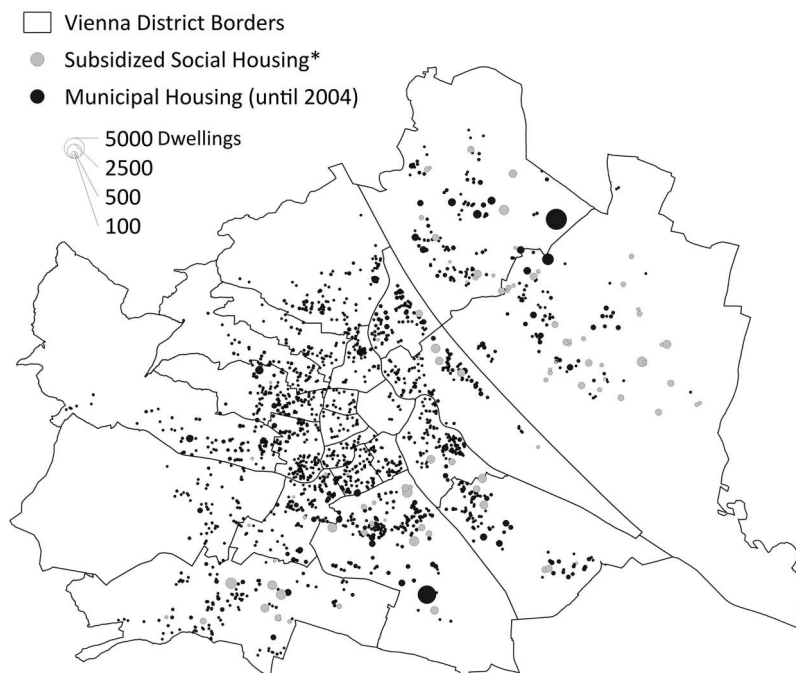 Vienna District Borders
Subsidized Social Housing*
Municipal Housing (until 2004)
5000 Dwellings
2500
500
100